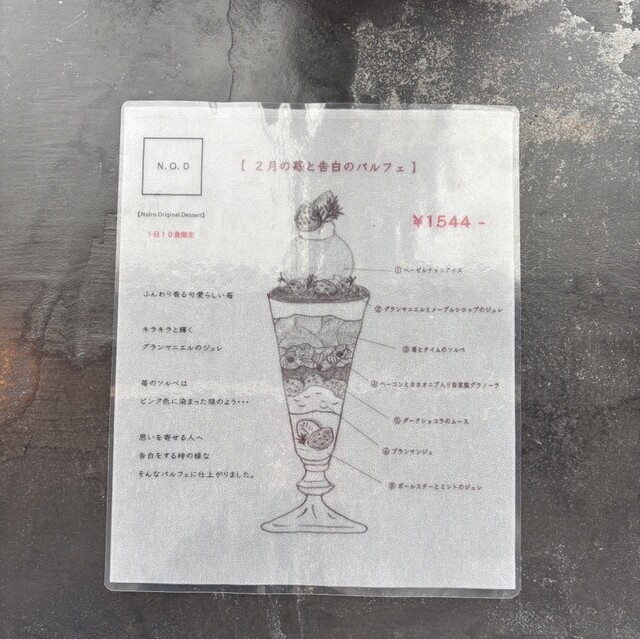 N.O.D
【 2月の苺と告白のパルフェ 】
【Nairo.Original.Dessert】
1日10食限定
¥1544 -
ふんわり香る可愛らしい苺
キラキラと輝く
グランマニエルのジュレ
苺のソルベは
ピンク色に染まった頬のよう・・・
思いを寄せる人へ
告白をする時の様な
そんなパルフェに仕上がりました。
① ヘーゼルナッツアイス
② グランマニエルとメープルシロップのジュレ
③ 苺とタイムのソルベ
④ ベーコンとカカオニブ入り自家製グラノーラ
⑤ ダークショコラのムース
⑥ ブランマンジェ
⑦ ポールスチーとミントのジュレ